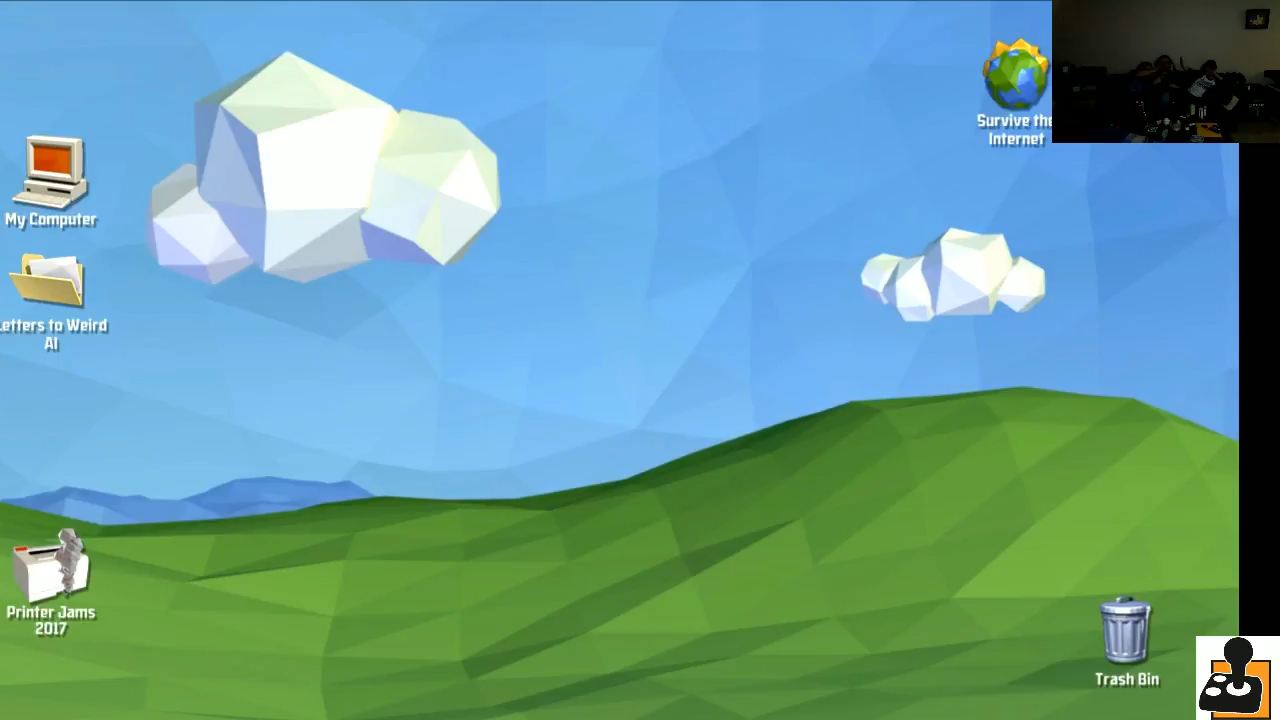 My Computer
Letters to Weird
Al
Printer Jams
2017
Survive the
Internet
Trash Bin